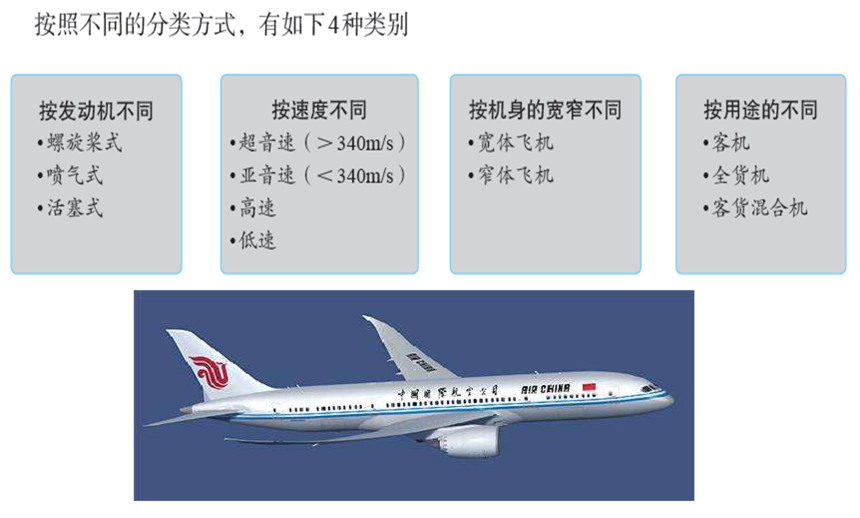 按照不同的分类方式，有如下4种类别
按发动机不同
•螺旋桨式
•喷气式
•活塞式
按速度不同
•超音速（＞340m/s）
•亚音速（＜340m/s）
•高速
•低速
按机身的宽窄不同
•宽体飞机
•窄体飞机
按用途的不同
•客机
•全货机
•客货混合机
AIR CHINA
中国国际航空公司 AIR CHINA